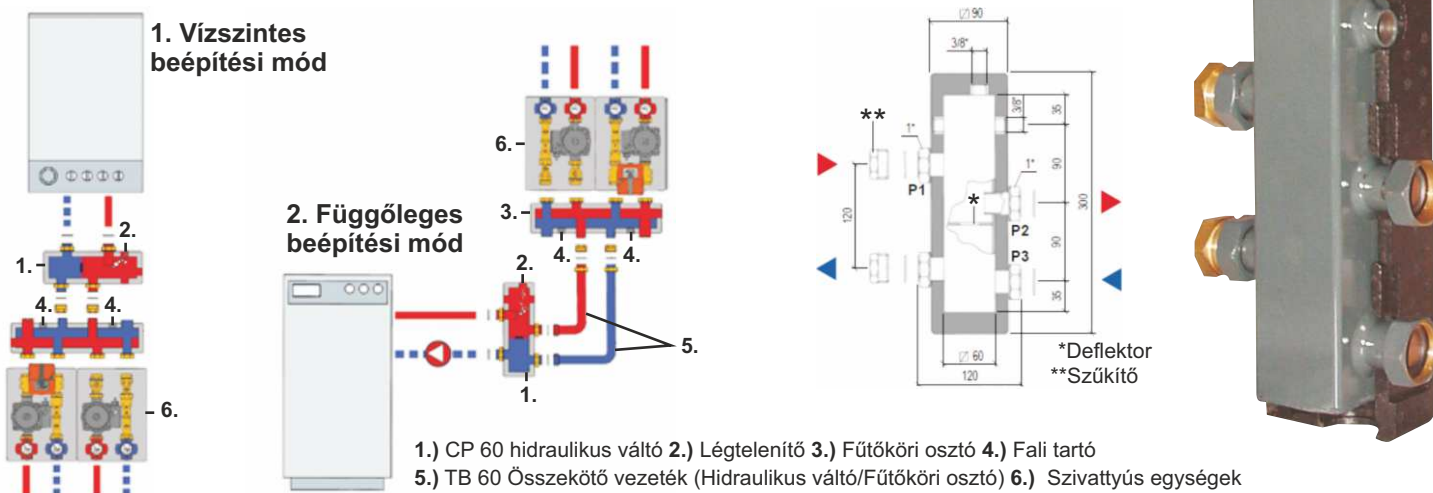 1. Vízszintes
beépítési mód
2.
1.
4. 4.
6.
6.
3.
4. 4.
2. Függőleges
beépítési mód
2.
5.
1.
∅ 90
3/8"
3/8"
35
**
1"
90
1"
P1
*
120
300
P2
P3
90
35
∅ 60
120
*Deflektor
**Szűkítő
1.) CP 60 hidraulikus váltó 2.) Légtelenítő 3.) Fűtőköri osztó 4.) Fali tartó
5.) TB 60 Összekötő vezeték (Hidraulikus váltó/Fűtőköri osztó) 6.) Szivattyús egységek